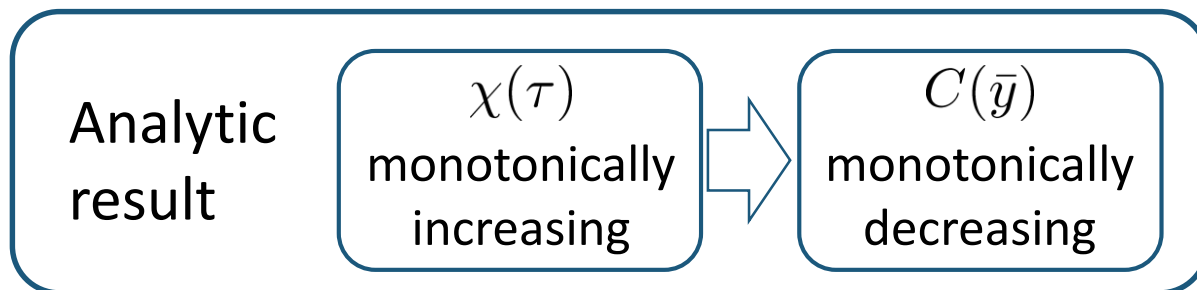 Analytic
result
χ(τ)
monotonically
increasing
C(ȳ)
monotonically
decreasing